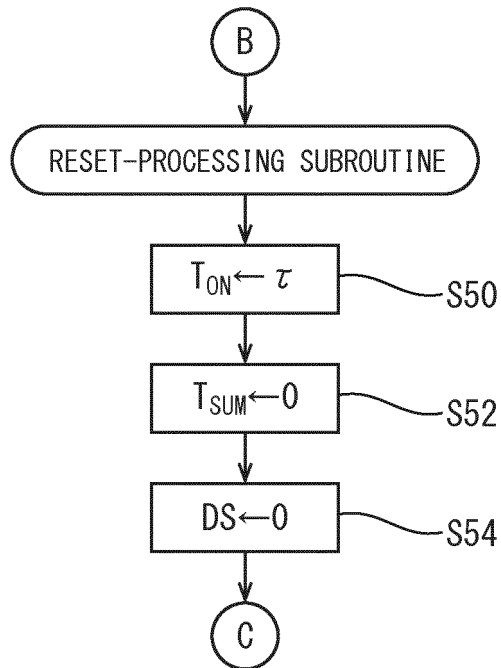 B
RESET-PROCESSING SUBROUTINE
T_ON ← τ
S50
T_SUM ← 0
S52
DS ← 0
S54
C